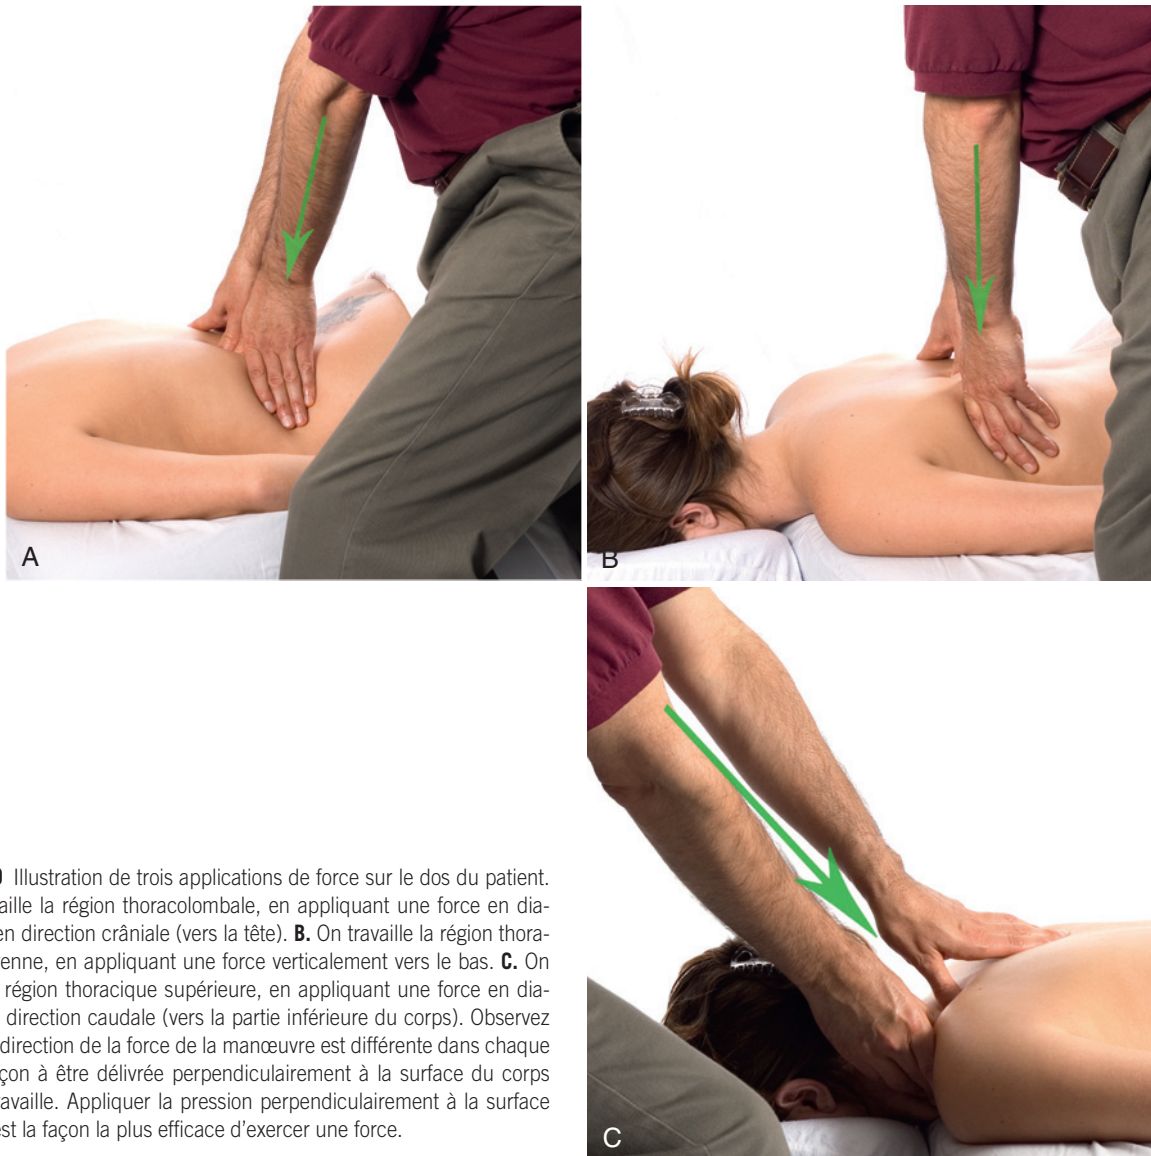 A
B
C
Illustration de trois applications de force sur le dos du patient.
aille la région thoracolombale, en appliquant une force en dia-
en direction crâniale (vers la tête). B. On travaille la région thora-
enne, en appliquant une force verticalement vers le bas. C. On
région thoracique supérieure, en appliquant une force en dia-
direction caudale (vers la partie inférieure du corps). Observez
direction de la force de la manœuvre est différente dans chaque
çon à être délivrée perpendiculairement à la surface du corps
availle. Appliquer la pression perpendiculairement à la surface
est la façon la plus efficace d'exercer une force.